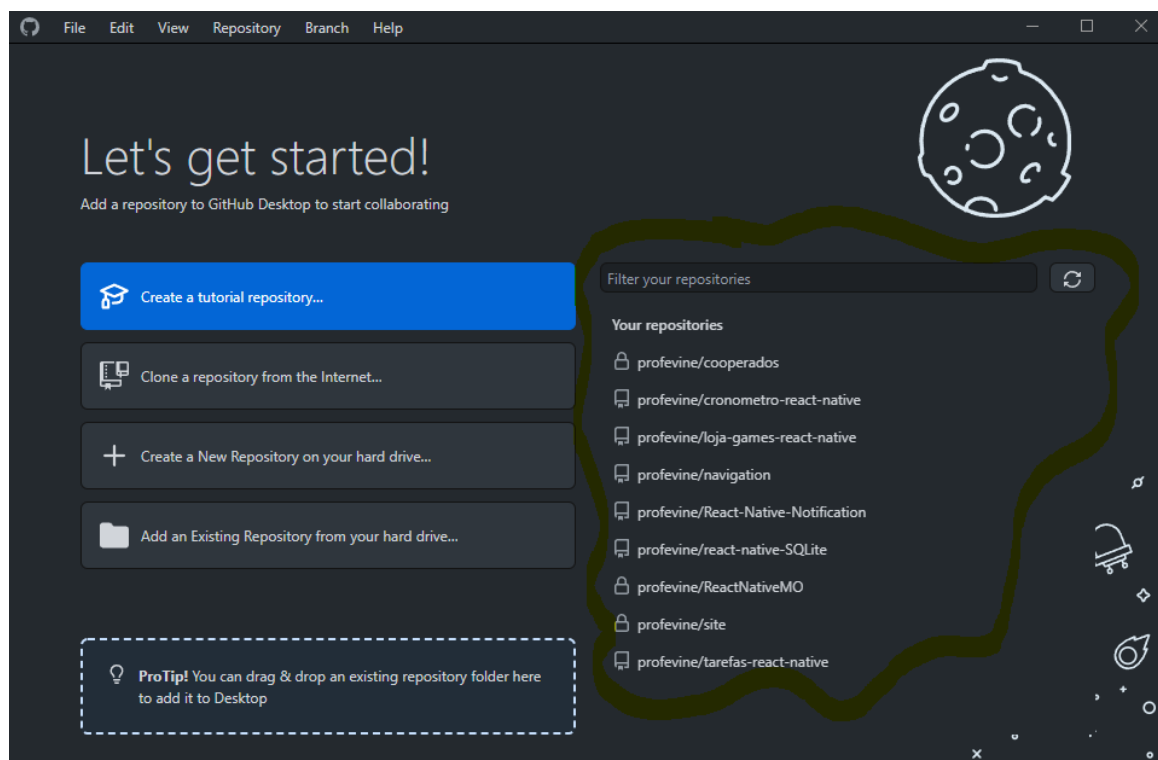 File Edit View Repository Branch Help
Let's get started!
Add a repository to GitHub Desktop to start collaborating
Create a tutorial repository...
Clone a repository from the Internet...
Create a New Repository on your hard drive...
Add an Existing Repository from your hard drive...
ProTip! You can drag & drop an existing repository folder here
to add it to Desktop
Filter your repositories
Your repositories
profevine/cooperados
profevine/cronometro-react-native
profevine/loja-games-react-native
profevine/navigation
profevine/React-Native-Notification
profevine/react-native-SQLite
profevine/ReactNativeMO
profevine/site
profevine/tarefas-react-native